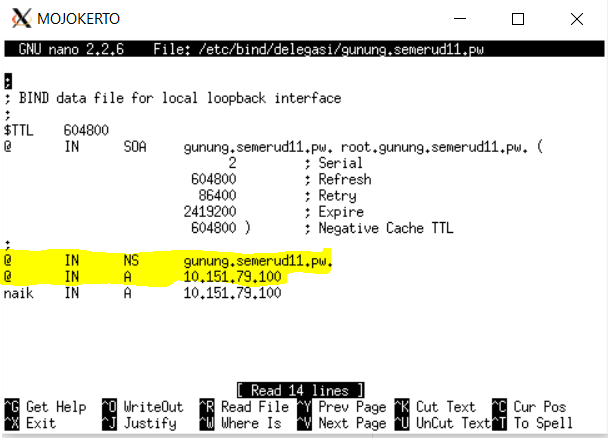 MOJOKERTO
GNU nano 2.2.6    File: /etc/bind/delegasi/gunung.semerud11.pw
;
; BIND data file for local loopback interface
;
$TTL    604800
@       IN      SOA     gunung.semerud11.pw. root.gunung.semerud11.pw. (
2         ; Serial
604800         ; Refresh
86400         ; Retry
2419200         ; Expire
604800 )       ; Negative Cache TTL
;
@       IN      NS      gunung.semerud11.pw.
@       IN      A       10.151.79.100
naik    IN      A       10.151.79.100
[ Read 14 lines ]
^G Get Help  ^O WriteOut  ^R Read File ^Y Prev Page ^K Cut Text  ^C Cur Pos
^X Exit      ^J Justify   ^W Where Is  ^V Next Page ^U UnCut Text^T To Spell